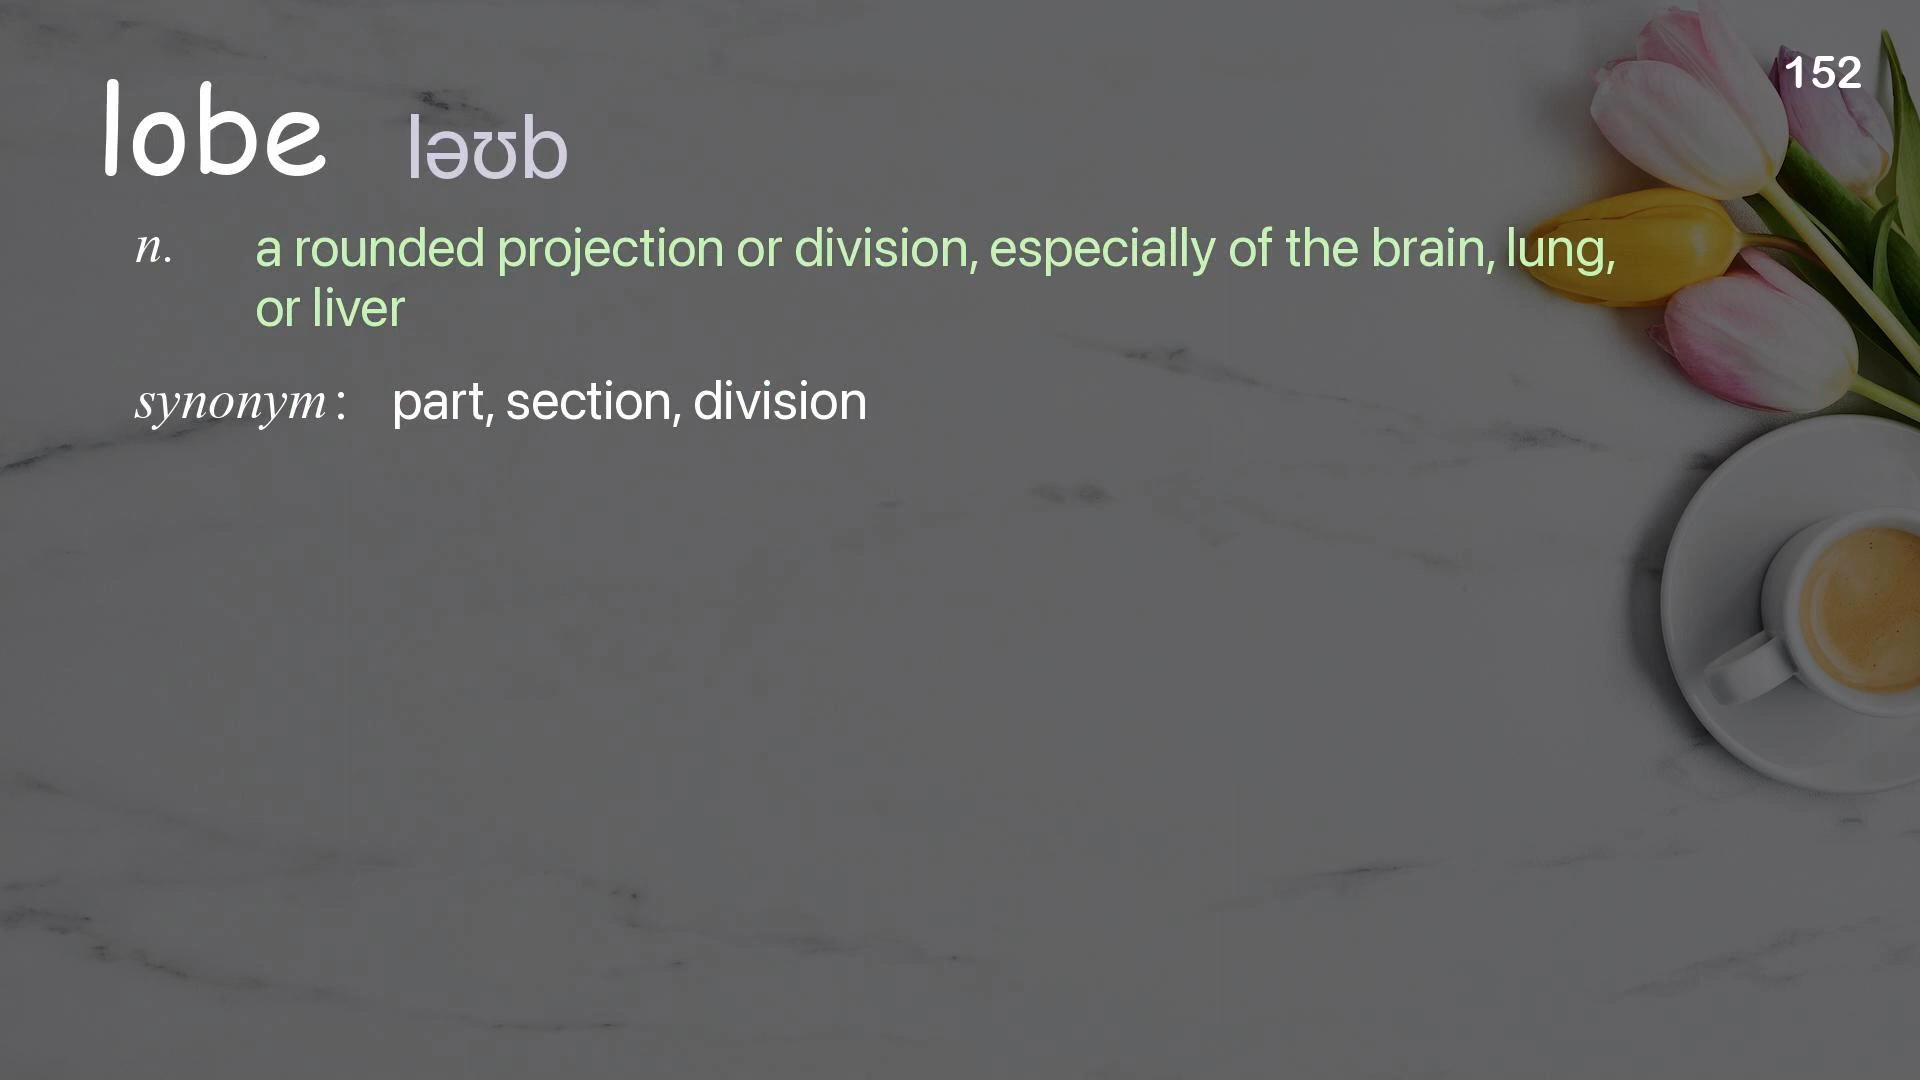 152
lobe ləʊb
n. a rounded projection or division, especially of the brain, lung,
or liver
synonym: part, section, division